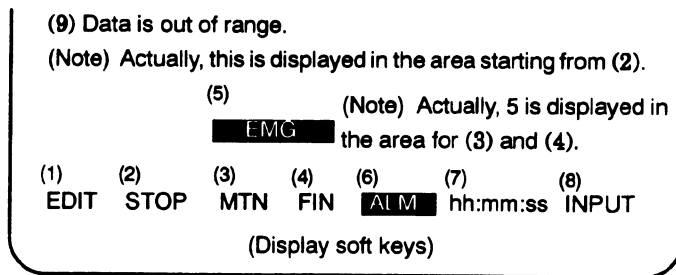 (9) Data is out of range.
(Note) Actually, this is displayed in the area starting from (2).
(5)
EMG
(Note) Actually, 5 is displayed in
the area for (3) and (4).
(1) (2) (3) (4) (6) (7) (8)
EDIT STOP MTN FIN ALM hh:mm:ss INPUT
(Display soft keys)